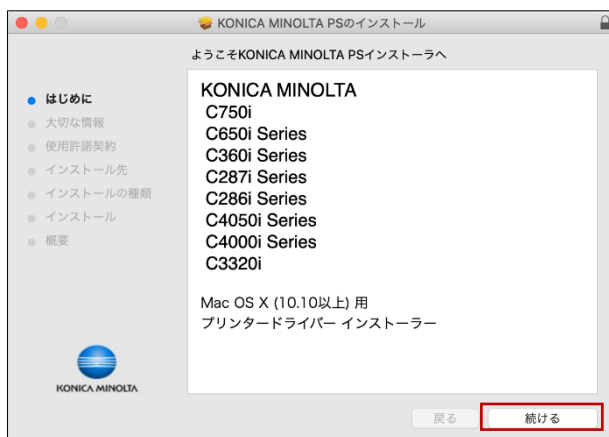 KONICA MINOLTA PSのインストール
ようこそKONICA MINOLTA PSインストーラへ
はじめに
大切な情報
使用許諾契約
インストール先
インストールの種類
インストール
概要
KONICA MINOLTA
C750i
C650i Series
C360i Series
C287i Series
C286i Series
C4050i Series
C4000i Series
C3320i
Mac OS X (10.10以上) 用
プリンタードライバー インストーラー
KONICA MINOLTA
戻る
続ける